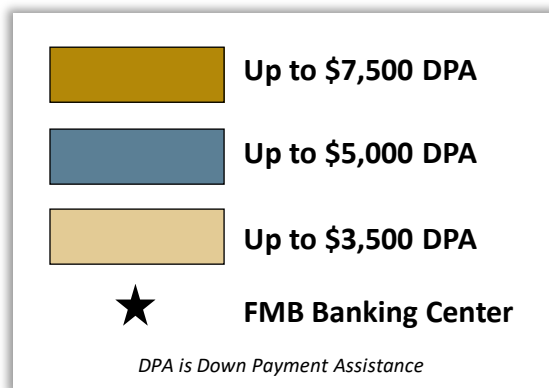 Up to $7,500 DPA
Up to $5,000 DPA
Up to $3,500 DPA
FMB Banking Center
DPA is Down Payment Assistance